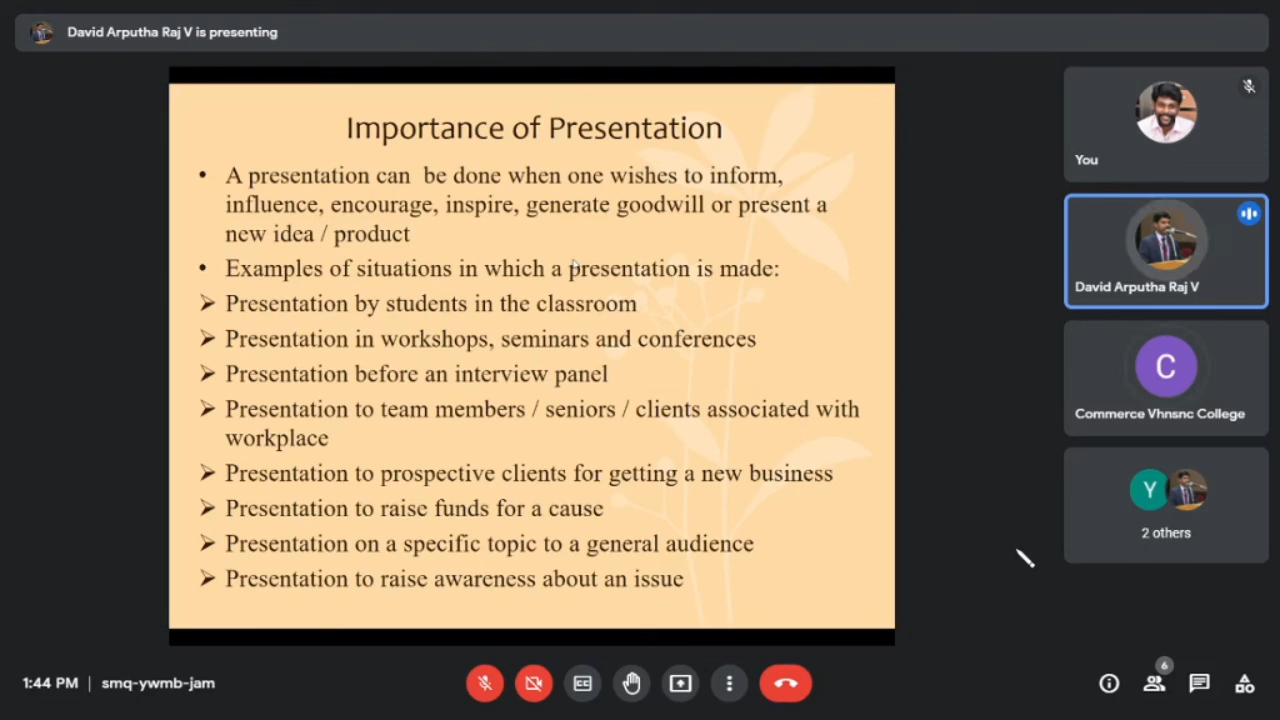 David Arputha Raj V is presenting
Importance of Presentation
• A presentation can be done when one wishes to inform,
influence, encourage, inspire, generate goodwill or present a
new idea / product
• Examples of situations in which a presentation is made:
➢ Presentation by students in the classroom
➢ Presentation in workshops, seminars and conferences
➢ Presentation before an interview panel
➢ Presentation to team members / seniors / clients associated with
workplace
➢ Presentation to prospective clients for getting a new business
➢ Presentation to raise funds for a cause
➢ Presentation on a specific topic to a general audience
➢ Presentation to raise awareness about an issue
You
David Arputha Raj V
C
Commerce Vhnsnc College
Y
2 others
1:44 PM | smq-ywmb-jam
CC
6